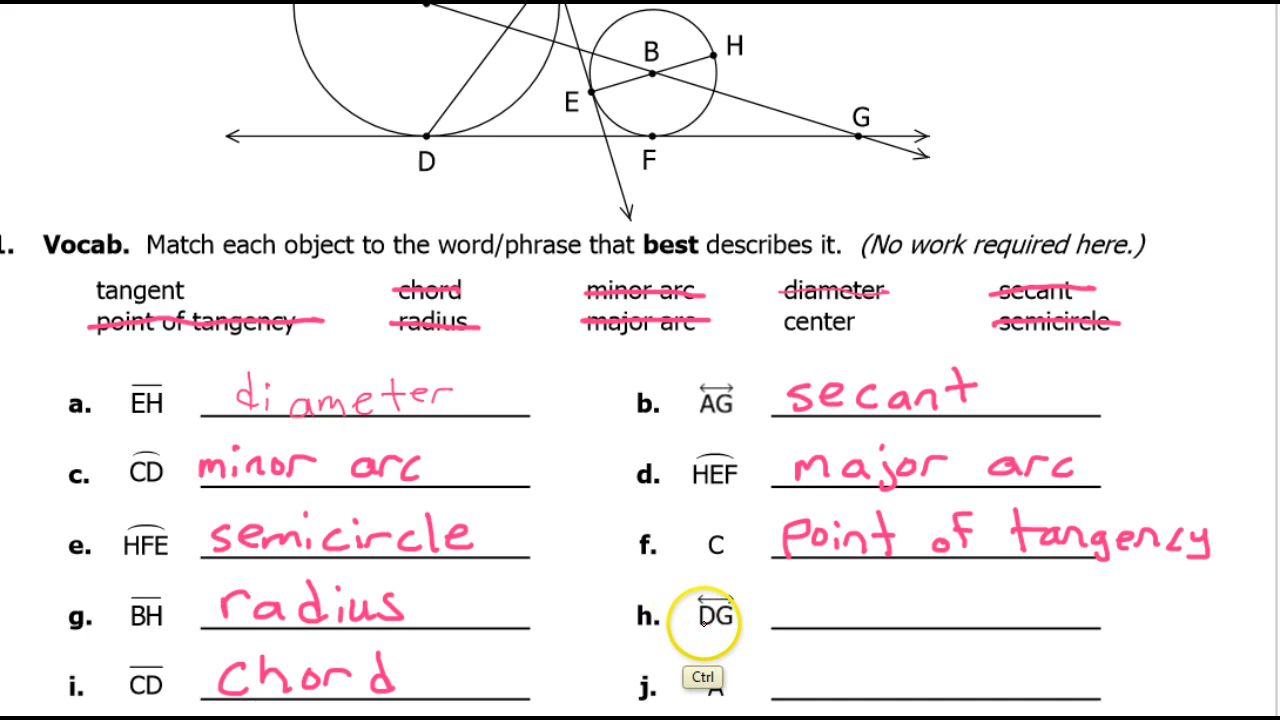 B H
E
G
D F
1. Vocab. Match each object to the word/phrase that best describes it. (No work required here.)
tangent chord minor arc diameter secant
point of tangency radius major arc center semicircle
a. EH diameter b. AG secant
c. CD minor arc d. HEF major arc
e. HFE semicircle f. C point of tangency
g. BH radius h. DG
i. CD chord j. A
Ctrl